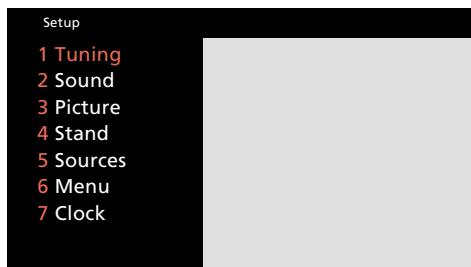 Setup
1 Tuning
2 Sound
3 Picture
4 Stand
5 Sources
6 Menu
7 Clock